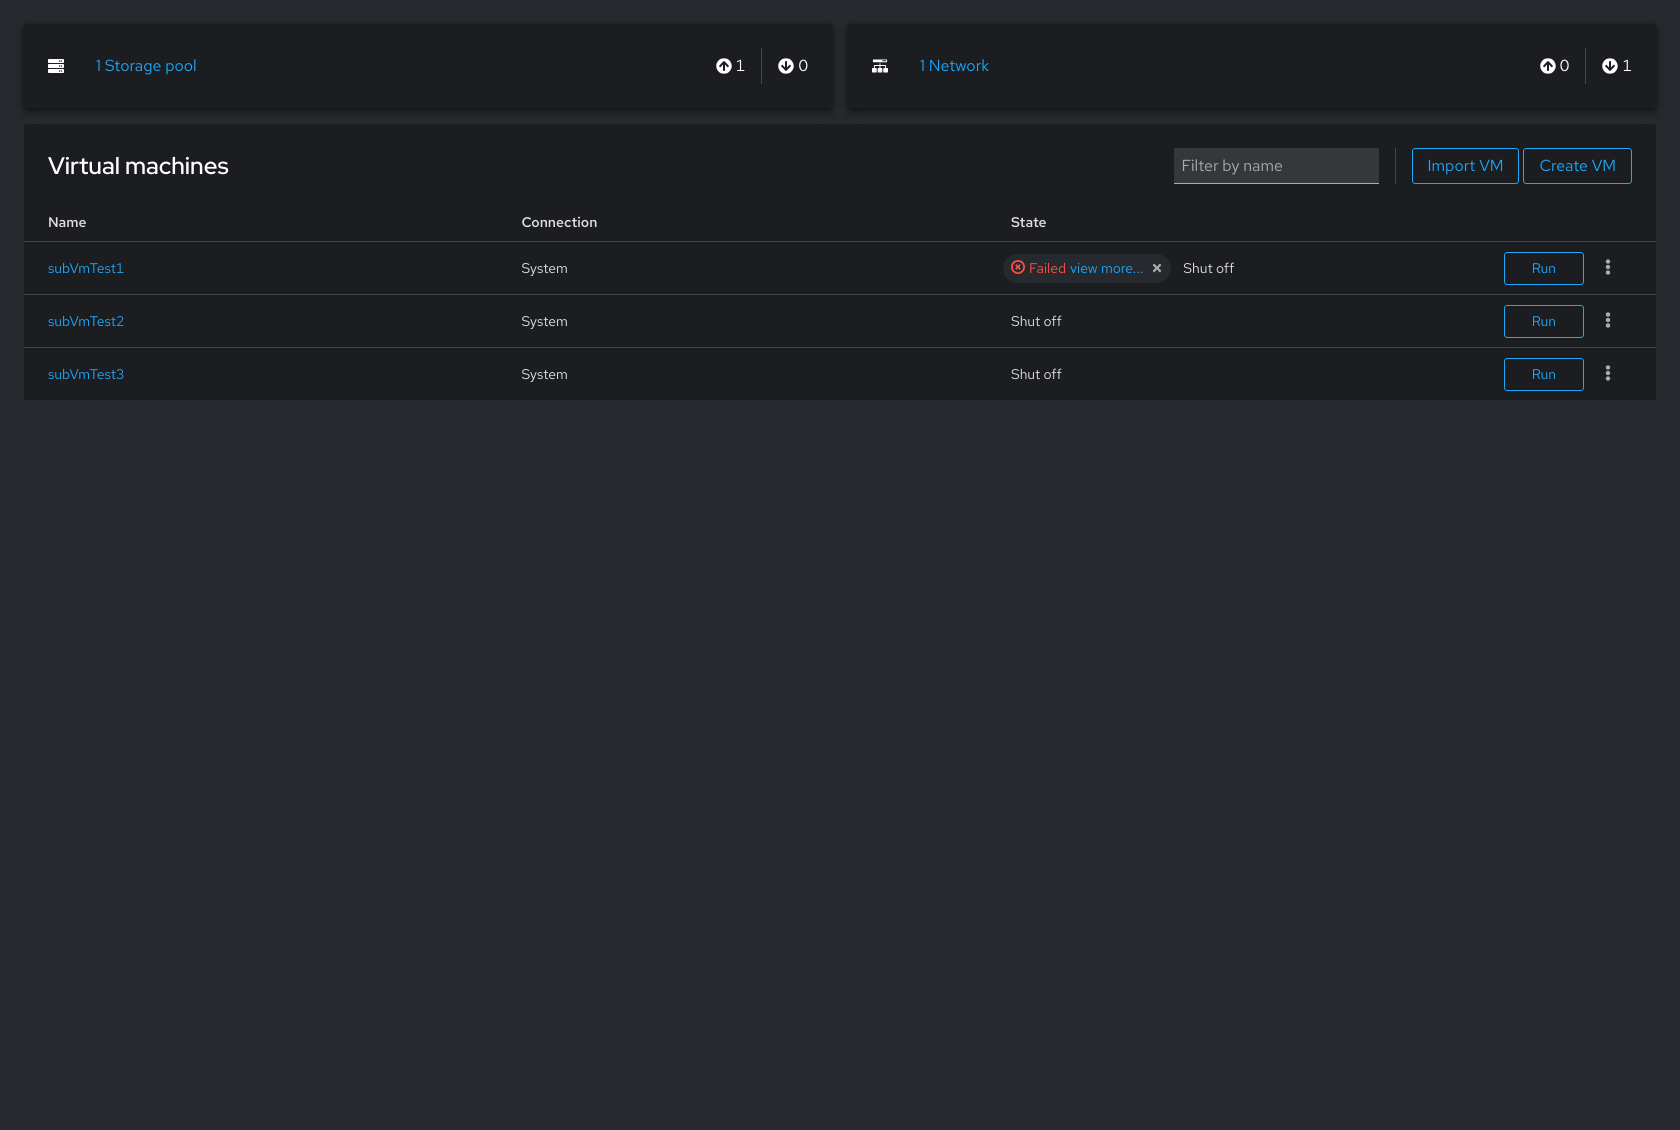 1 Storage pool 1 0 1 Network 0 1
Virtual machines Filter by name Import VM Create VM
Name Connection State
subVmTest1 System Failed view more... Shut off Run
subVmTest2 System Shut off Run
subVmTest3 System Shut off Run